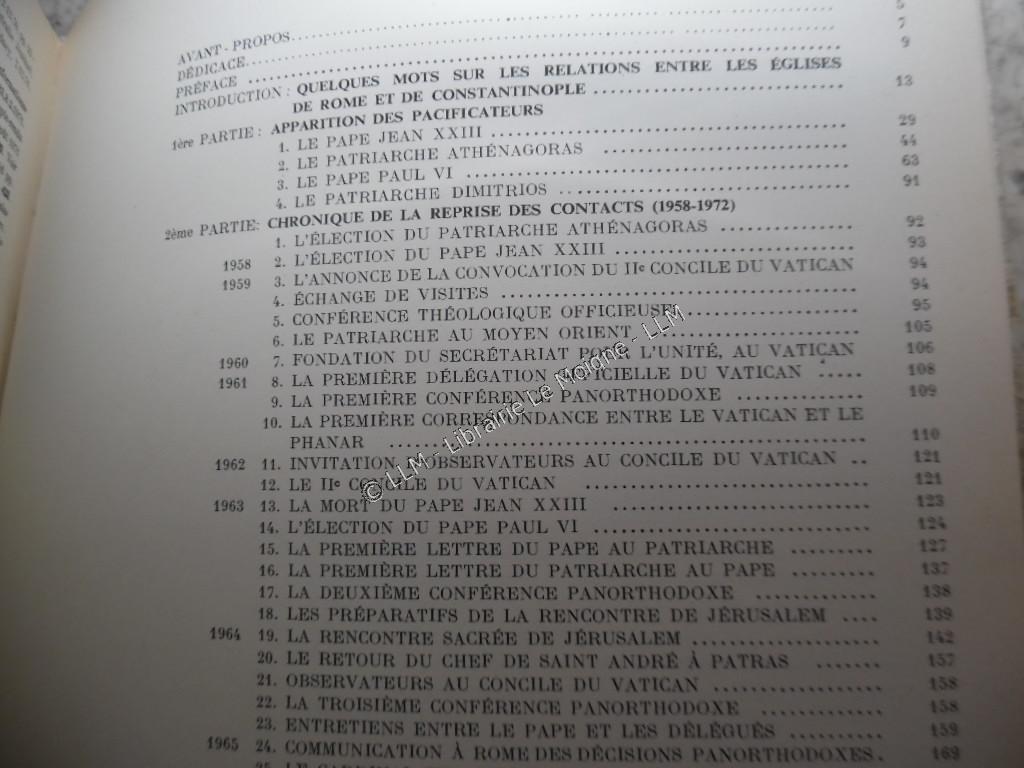 5
AVANT-PROPOS.................... 7
DÉDICACE.................... 9
PRÉFACE ....................
INTRODUCTION : QUELQUES MOTS SUR LES RELATIONS ENTRE LES ÉGLISES
DE ROME ET DE CONSTANTINOPLE .................... 13
1ère PARTIE : APPARITION DES PACIFICATEURS
1. LE PAPE JEAN XXIII .................... 29
2. LE PATRIARCHE ATHÉNAGORAS .................... 44
3. LE PAPE PAUL VI .................... 63
4. LE PATRIARCHE DIMITRIOS .................... 91
2ème PARTIE: CHRONIQUE DE LA REPRISE DES CONTACTS (1958-1972)
1. L'ÉLECTION DU PATRIARCHE ATHÉNAGORAS .................... 92
1958 2. L'ÉLECTION DU PAPE JEAN XXIII .................... 93
1959 3. L'ANNONCE DE LA CONVOCATION DU IIe CONCILE DU VATICAN 94
4. ÉCHANGE DE VISITES .................... 94
5. CONFÉRENCE THÉOLOGIQUE OFFICIEUSE .................... 95
6. LE PATRIARCHE AU MOYEN ORIENT .................... 105
1960 7. FONDATION DU SECRÉTARIAT POUR L'UNITÉ, AU VATICAN 106
1961 8. LA PREMIÈRE DÉLÉGATION OFFICIELLE DU VATICAN ..... 108
9. LA PREMIÈRE CONFÉRENCE PANORTHODOXE .................... 109
10. LA PREMIÈRE CORRESPONDANCE ENTRE LE VATICAN ET LE
PHANAR .................... 110
1962 11. INVITATION D'OBSERVATEURS AU CONCILE DU VATICAN .. 121
12. LE IIe CONCILE DU VATICAN .................... 121
1963 13. LA MORT DU PAPE JEAN XXIII .................... 123
14. L'ÉLECTION DU PAPE PAUL VI .................... 124
15. LA PREMIÈRE LETTRE DU PAPE AU PATRIARCHE ......... 127
16. LA PREMIÈRE LETTRE DU PATRIARCHE AU PAPE ......... 137
17. LA DEUXIÈME CONFÉRENCE PANORTHODOXE ............. 138
18. LES PRÉPARATIFS DE LA RENCONTRE DE JÉRUSALEM .... 139
1964 19. LA RENCONTRE SACRÉE DE JÉRUSALEM .................... 142
20. LE RETOUR DU CHEF DE SAINT ANDRÉ À PATRAS ....... 157
21. OBSERVATEURS AU CONCILE DU VATICAN .................... 158
22. LA TROISIÈME CONFÉRENCE PANORTHODOXE ............. 158
23. ENTRETIENS ENTRE LE PAPE ET LES DÉLÉGUÉS .......... 159
1965 24. COMMUNICATION À ROME DES DÉCISIONS PANORTHODOXES. 169
© LLM - Librairie Le Moione - LLM